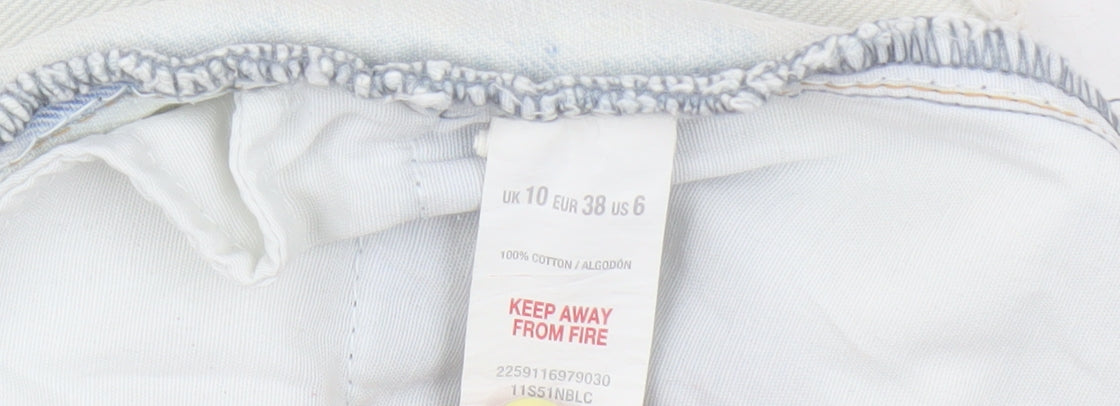 UK 10 EUR 38 US 6
100% COTTON / ALGODÓN
KEEP AWAY
FROM FIRE
2259116979030
11S51NBLC